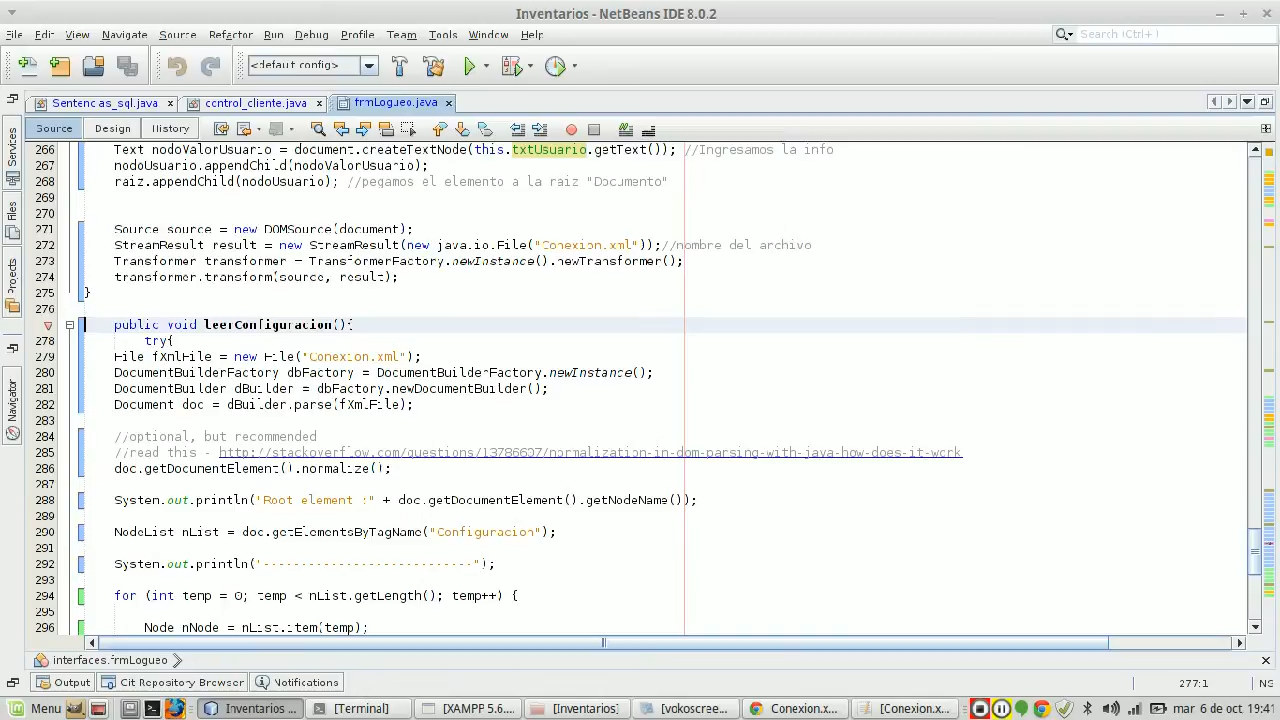 Inventarios - NetBeans IDE 8.0.2
File Edit View Navigate Source Refactor Run Debug Profile Team Tools Window Help
Search (Ctrl+I)
<default config>
Sentencias_sql.java
control_cliente.java
frmLogueo.java
Source Design History
Services
Files
Projects
Navigator
266 Text nodoValorUsuario = document.createTextNode(this.txtUsuario.getText()); //Ingresamos la info
267 nodoUsuario.appendChild(nodoValorUsuario);
268 raiz.appendChild(nodoUsuario); //pegamos el elemento a la raiz "Documento"
269
270
271 Source source = new DOMSource(document);
272 StreamResult result = new StreamResult(new java.io.File("Conexion.xml"));//nombre del archivo
273 Transformer transformer = TransformerFactory.newInstance().newTransformer();
274 transformer.transform(source, result);
275 }
276
public void leerConfiguracion(){
278 try{
279 File fXmlFile = new File("Conexion.xml");
280 DocumentBuilderFactory dbFactory = DocumentBuilderFactory.newInstance();
281 DocumentBuilder dBuilder = dbFactory.newDocumentBuilder();
282 Document doc = dBuilder.parse(fXmlFile);
283
284 //optional, but recommended
285 //read this - http://stackoverflow.com/questions/13786607/normalization-in-dom-parsing-with-java-how-does-it-work
286 doc.getDocumentElement().normalize();
287
288 System.out.println("Root element :" + doc.getDocumentElement().getNodeName());
289
290 NodeList nList = doc.getElementsByTagName("Configuracion");
291
292 System.out.println("----------------------------");
293
294 for (int temp = 0; temp < nList.getLength(); temp++) {
295
296 Node nNode = nList.item(temp);
interfaces.frmLogueo
Output Git Repository Browser Notifications
277:1 INS
Menu Inventarios ... [Terminal] [XAMPP 5.6.... [Inventarios] [vokoscree... Conexion.x... [Conexion.x... mar 6 de oct 19:41